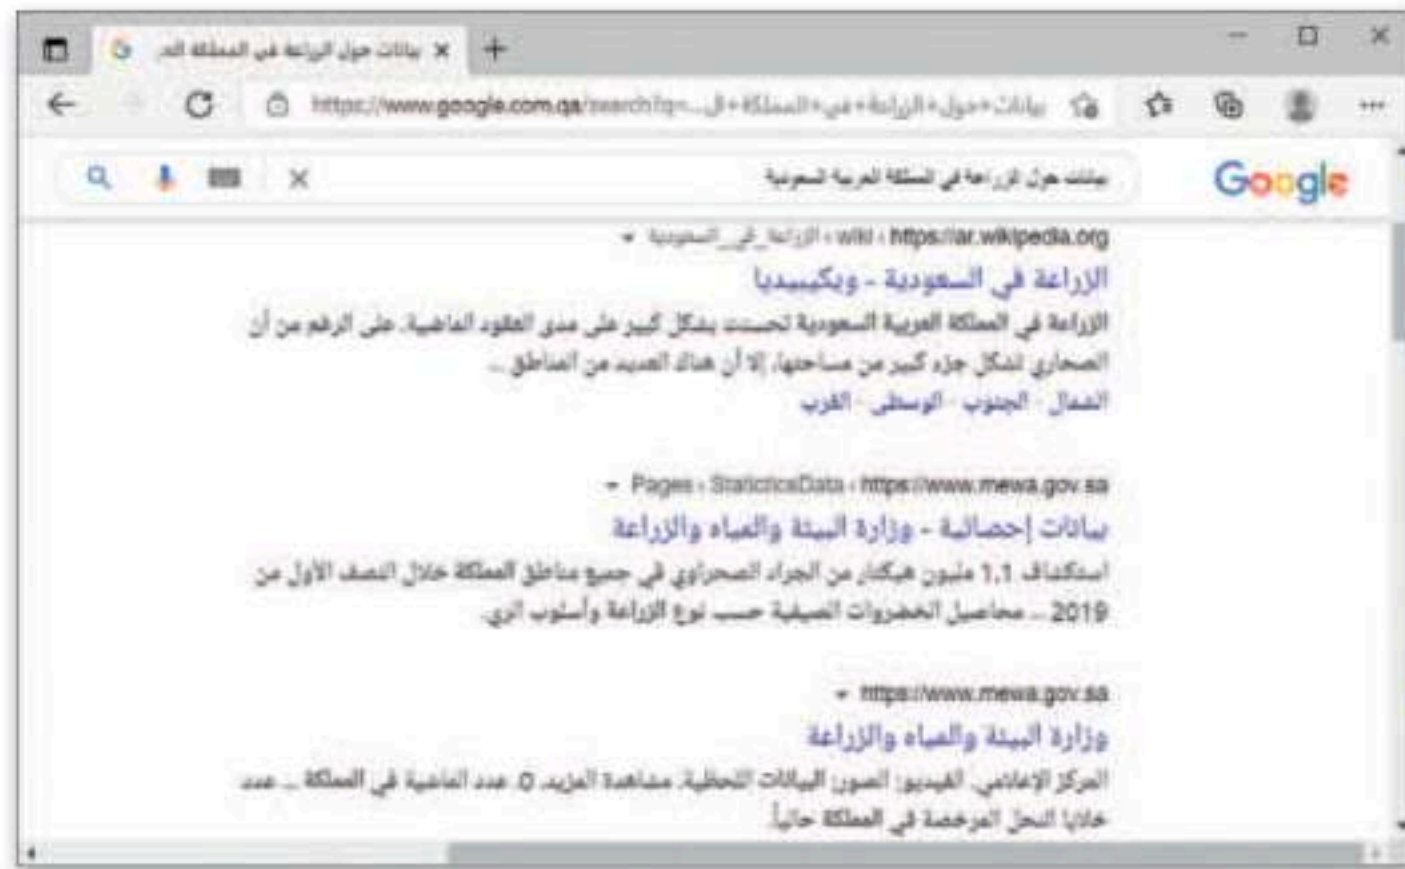 بيانات حول الزراعة في المملكة الع
https://www.google.com.qa/search?q=...بيانات+حول+الزراعة+في+المملكة+ال
بيانات حول الزراعة في المملكة العربية السعودية
Google
https://ar.wikipedia.org › wiki › الزراعة_في_السعودية
الزراعة في السعودية - ويكيبيديا
الزراعة في المملكة العربية السعودية تحسنت بشكل كبير على مدى العقود الماضية. على الرغم من أن
الصحاري تشكل جزء كبير من مساحتها، إلا أن هناك العديد من المناطق ...
الشمال · الجنوب · الوسطى · الغرب
https://www.mewa.gov.sa › StaticticsData › Pages
بيانات إحصائية - وزارة البيئة والمياه والزراعة
استكشاف 1,1 مليون هيكتار من الجراد الصحراوي في جميع مناطق المملكة خلال النصف الأول من
2019 ... محاصيل الخضروات الصيفية حسب نوع الزراعة وأسلوب الري.
https://www.mewa.gov.sa
وزارة البيئة والمياه والزراعة
المركز الإعلامي. الفيديو; الصور; البيانات اللحظية. مشاهدة المزيد. 0. عدد الماشية في المملكة ... عدد
خلايا النحل المرخصة في المملكة حالياً.